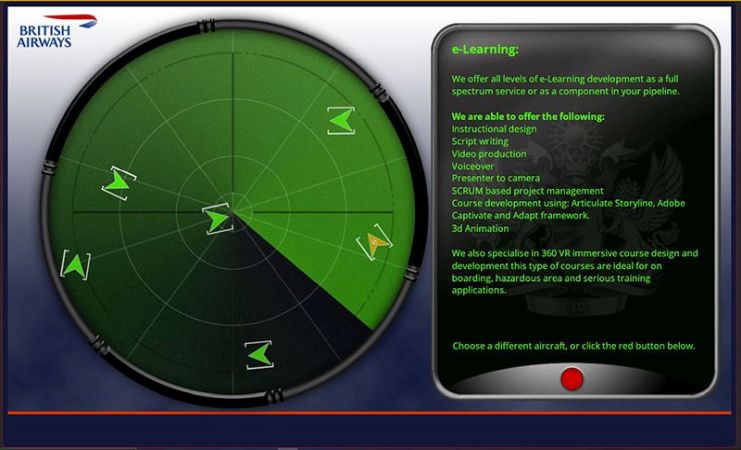 BRITISH
AIRWAYS
e-Learning:
We offer all levels of e-Learning development as a full
spectrum service or as a component in your pipeline.
We are able to offer the following:
Instructional design
Script writing
Video production
Voiceover
Presenter to camera
SCRUM based project management
Course development using: Articulate Storyline, Adobe
Captivate and Adapt framework.
3d Animation
We also specialise in 360 VR immersive course design and
development this type of courses are ideal for on
boarding, hazardous area and serious training
applications.
Choose a different aircraft, or click the red button below.